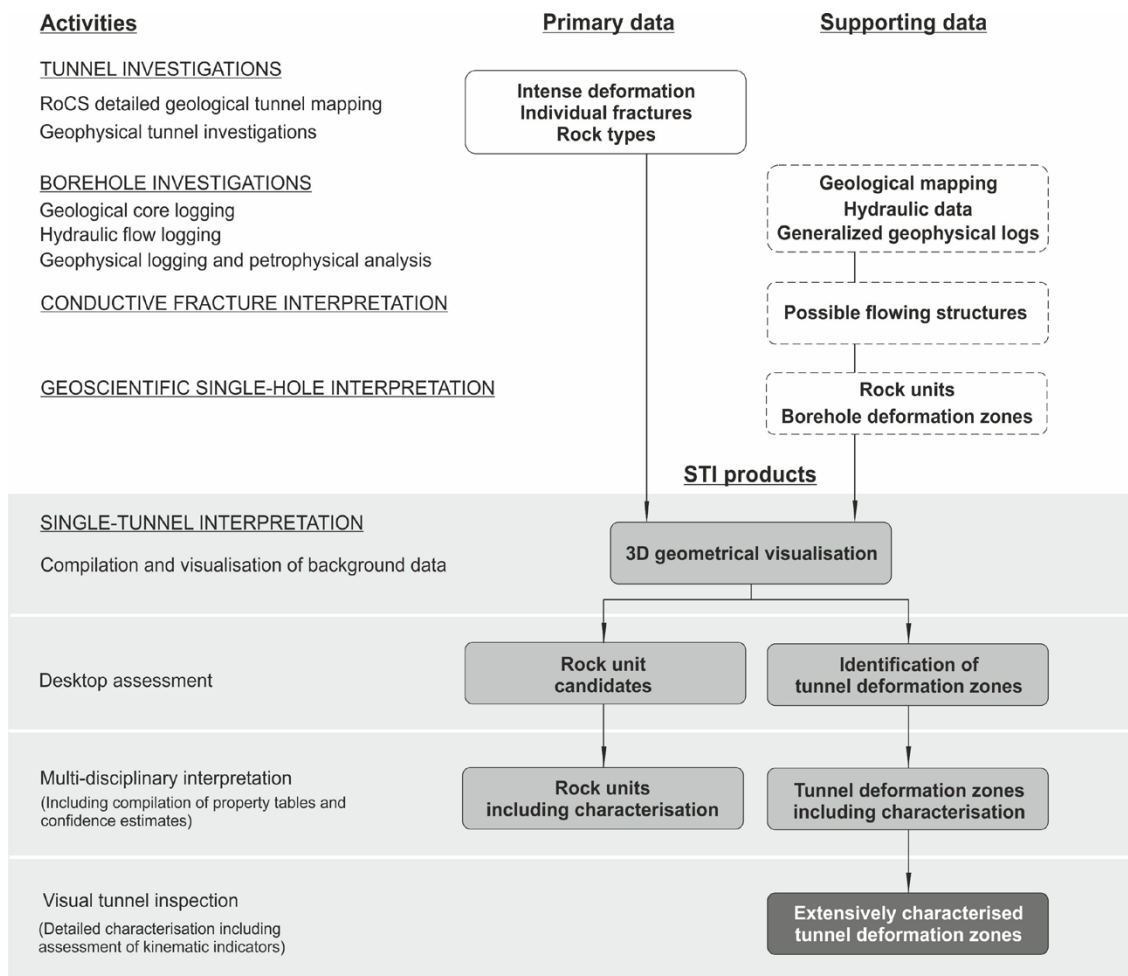 Activities
Primary data
Supporting data
TUNNEL INVESTIGATIONS
RoCS detailed geological tunnel mapping
Geophysical tunnel investigations
Intense deformation
Individual fractures
Rock types
BOREHOLE INVESTIGATIONS
Geological core logging
Hydraulic flow logging
Geophysical logging and petrophysical analysis
Geological mapping
Hydraulic data
Generalized geophysical logs
CONDUCTIVE FRACTURE INTERPRETATION
Possible flowing structures
GEOSCIENTIFIC SINGLE-HOLE INTERPRETATION
Rock units
Borehole deformation zones
STI products
SINGLE-TUNNEL INTERPRETATION
Compilation and visualisation of background data
3D geometrical visualisation
Desktop assessment
Rock unit
candidates
Identification of
tunnel deformation zones
Multi-disciplinary interpretation
(Including compilation of property tables and
confidence estimates)
Rock units
including characterisation
Tunnel deformation zones
including characterisation
Visual tunnel inspection
(Detailed characterisation including
assessment of kinematic indicators)
Extensively characterised
tunnel deformation zones